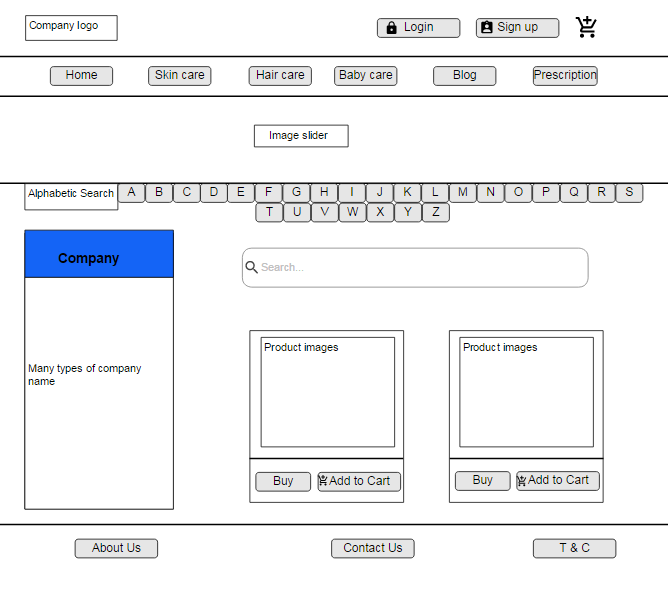 Company logo
Login
Sign up
Home
Skin care
Hair care
Baby care
Blog
Prescription
Image slider
Alphabetic Search
A B C D E F G H I J K L M N O P Q R S
T U V W X Y Z
Company
Search...
Many types of company
name
Product images
Product images
Buy
Add to Cart
Buy
Add to Cart
About Us
Contact Us
T & C